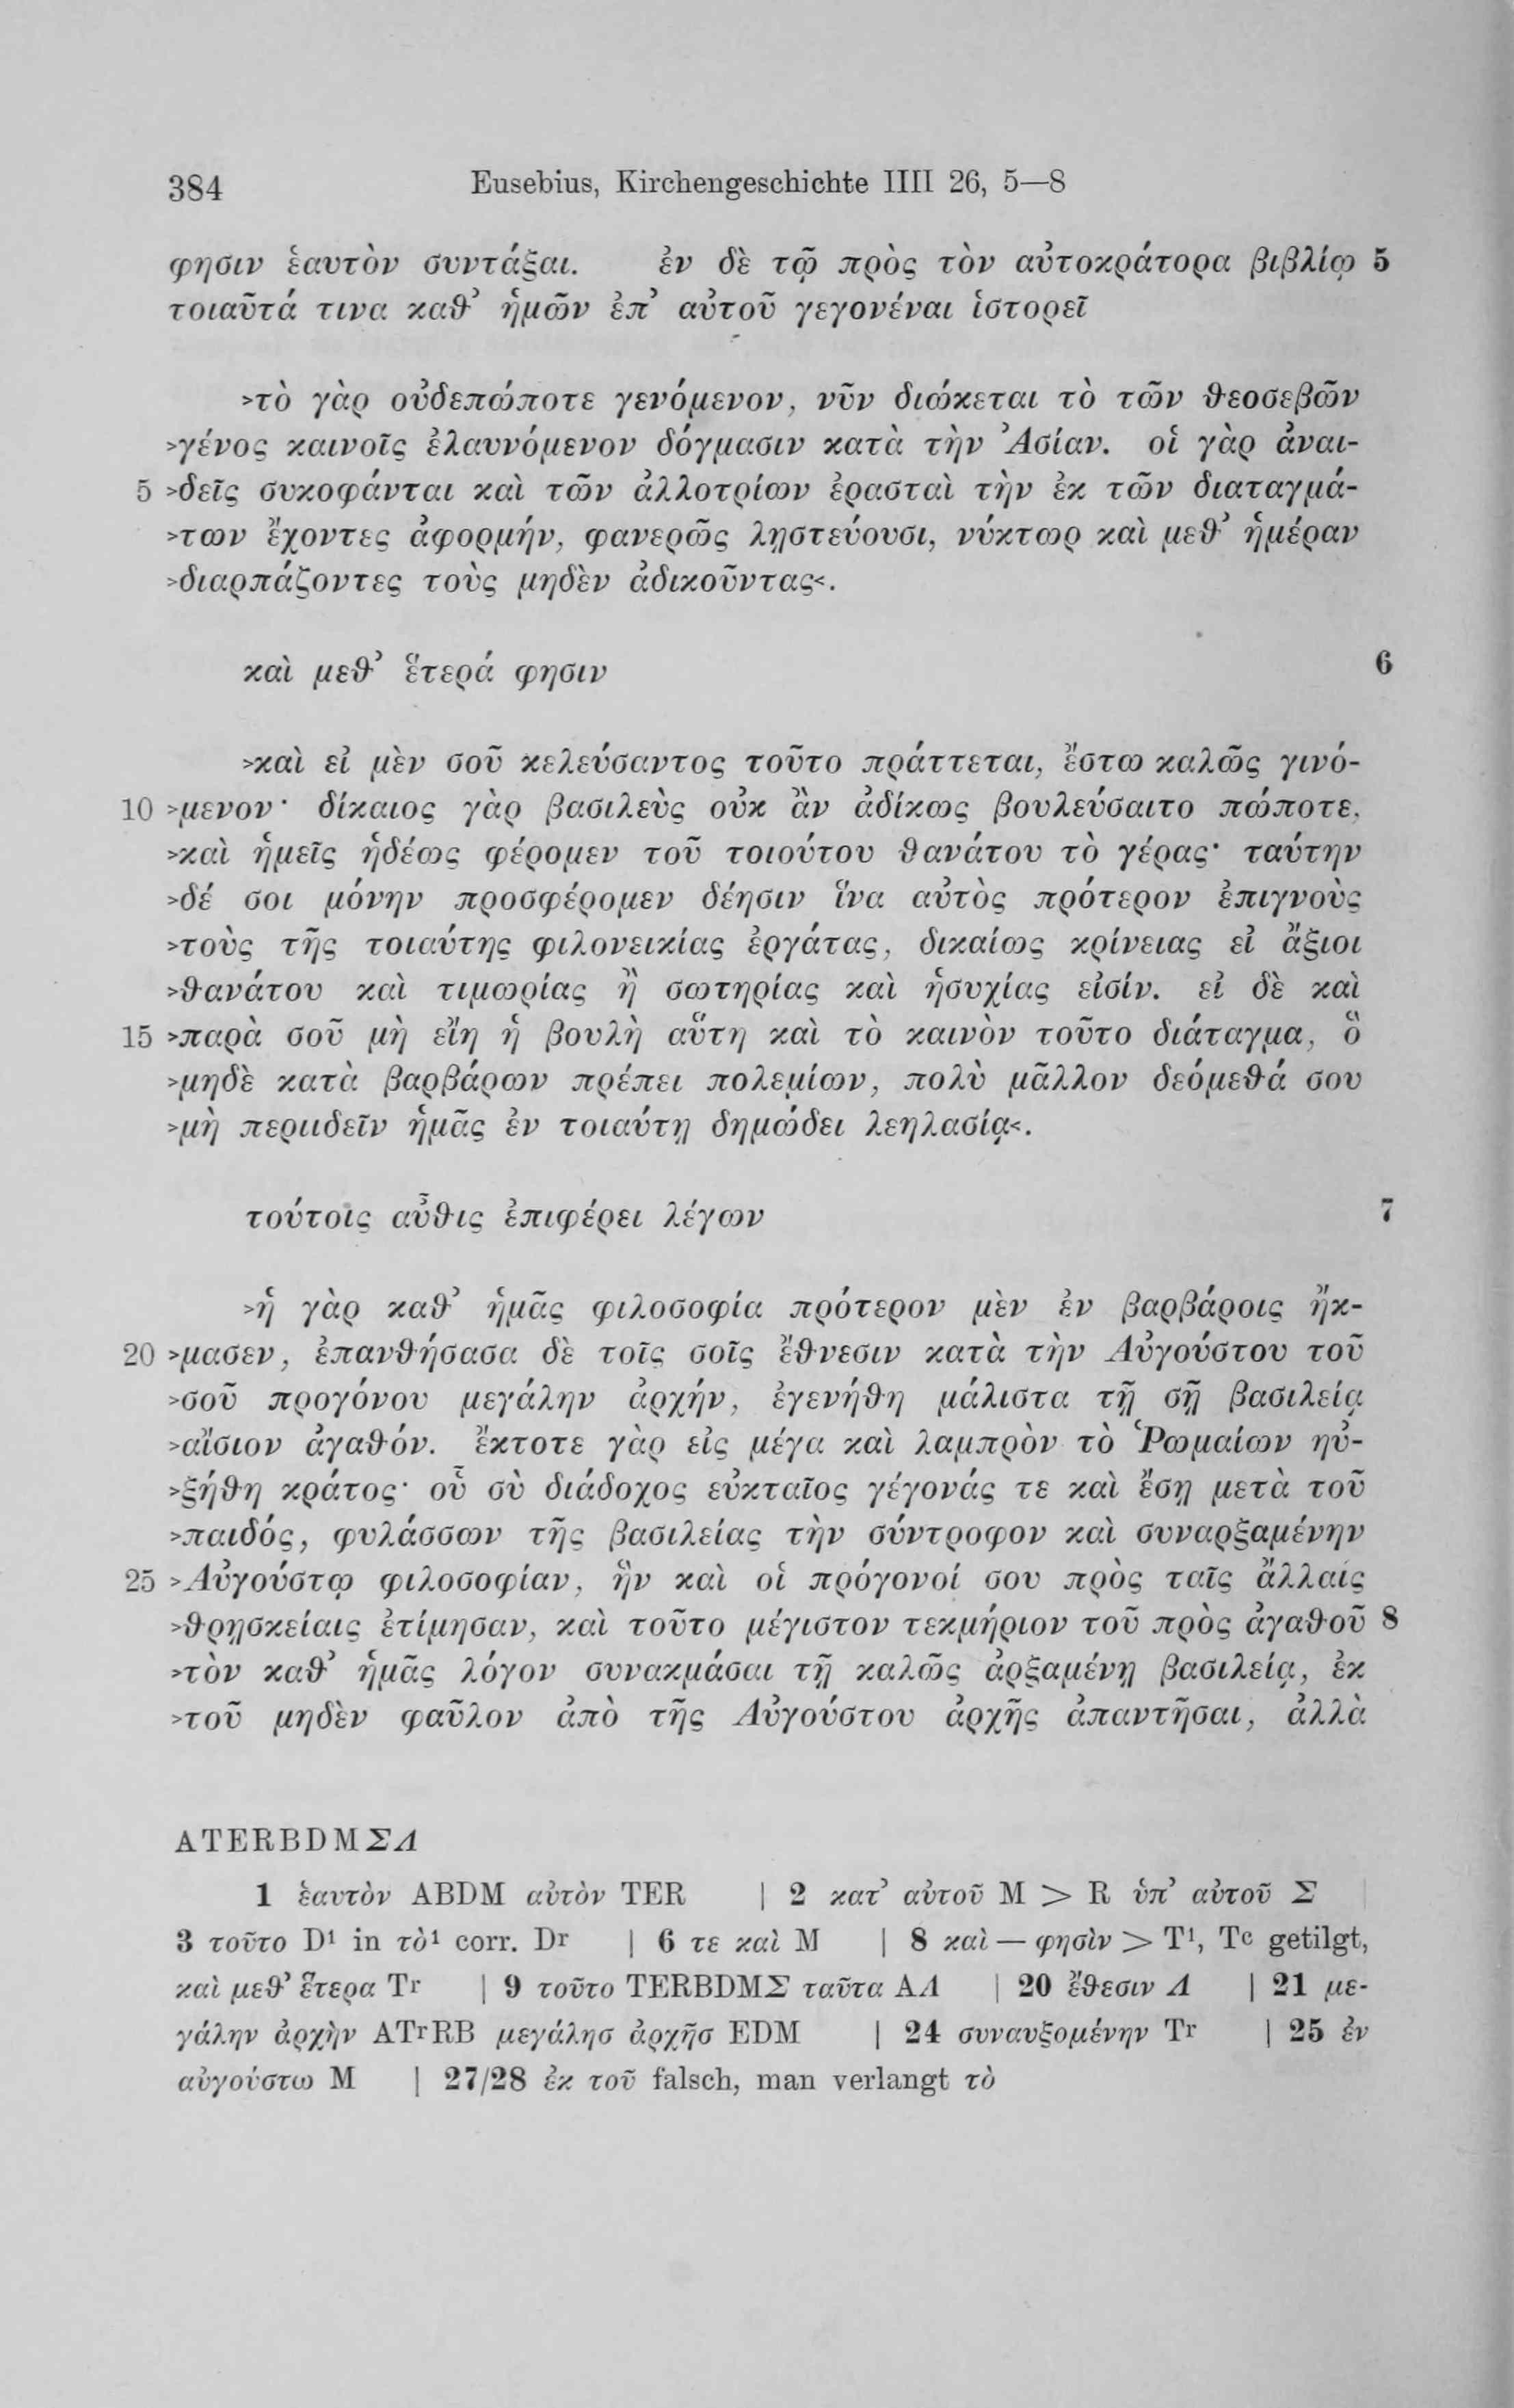 384 Eusebius, Kirchengeschichte IIII 26, 5—8
φησιν ἑαυτὸν συντάξαι. ἐν δὲ τῷ πρὸς τὸν αὐτοκράτορα βιβλίῳ 5
τοιαῦτά τινα καθ’ ἡμῶν ἐπ’ αὐτοῦ γεγονέναι ἱστορεῖ
>τὸ γὰρ οὐδεπώποτε γενόμενον, νῦν διώκεται τὸ τῶν θεοσεβῶν
>γένος καινοῖς ἐλαυνόμενον δόγμασιν κατὰ τὴν Ἀσίαν. οἱ γὰρ ἀναι-
5 >δεῖς συκοφάνται καὶ τῶν ἀλλοτρίων ἐρασταὶ τὴν ἐκ τῶν διαταγμά-
>των ἔχοντες ἀφορμήν, φανερῶς λῃστεύουσι, νύκτωρ καὶ μεθ’ ἡμέραν
>διαρπάζοντες τοὺς μηδὲν ἀδικοῦντας<.
καὶ μεθ’ ἕτερά φησιν 6
>καὶ εἰ μὲν σοῦ κελεύσαντος τοῦτο πράττεται, ἔστω καλῶς γινό-
10 >μενον· δίκαιος γὰρ βασιλεὺς οὐκ ἂν ἀδίκως βουλεύσαιτο πώποτε,
>καὶ ἡμεῖς ἡδέως φέρομεν τοῦ τοιούτου θανάτου τὸ γέρας· ταύτην
>δέ σοι μόνην προσφέρομεν δέησιν ἵνα αὐτὸς πρότερον ἐπιγνοὺς
>τοὺς τῆς τοιαύτης φιλονεικίας ἐργάτας, δικαίως κρίνειας εἰ ἄξιοι
>θανάτου καὶ τιμωρίας ἢ σωτηρίας καὶ ἡσυχίας εἰσίν. εἰ δὲ καὶ
15 >παρὰ σοῦ μὴ εἴη ἡ βουλὴ αὕτη καὶ τὸ καινὸν τοῦτο διάταγμα, ὃ
>μηδὲ κατὰ βαρβάρων πρέπει πολεμίων, πολὺ μᾶλλον δεόμεθά σου
>μὴ περιιδεῖν ἡμᾶς ἐν τοιαύτῃ δημώδει λεηλασίᾳ<.
τούτοις αὖθις ἐπιφέρει λέγων 7
>ἡ γὰρ καθ’ ἡμᾶς φιλοσοφία πρότερον μὲν ἐν βαρβάροις ἤκ-
20 >μασεν, ἐπανθήσασα δὲ τοῖς σοῖς ἔθνεσιν κατὰ τὴν Αὐγούστου τοῦ
>σοῦ προγόνου μεγάλην ἀρχήν, ἐγενήθη μάλιστα τῇ σῇ βασιλείᾳ
>αἴσιον ἀγαθόν. ἔκτοτε γὰρ εἰς μέγα καὶ λαμπρὸν τὸ Ῥωμαίων ηὐ-
>ξήθη κράτος· οὗ σὺ διάδοχος εὐκταῖος γέγονάς τε καὶ ἔσῃ μετὰ τοῦ
>παιδός, φυλάσσων τῆς βασιλείας τὴν σύντροφον καὶ συναρξαμένην
25 >Αὐγούστῳ φιλοσοφίαν, ἣν καὶ οἱ πρόγονοί σου πρὸς ταῖς ἄλλαις
>θρῃσκείαις ἐτίμησαν, καὶ τοῦτο μέγιστον τεκμήριον τοῦ πρὸς ἀγαθοῦ 8
>τὸν καθ’ ἡμᾶς λόγον συνακμάσαι τῇ καλῶς ἀρξαμένῃ βασιλείᾳ, ἐκ
>τοῦ μηδὲν φαῦλον ἀπὸ τῆς Αὐγούστου ἀρχῆς ἀπαντῆσαι, ἀλλὰ
ATERBDMΣΛ
1 ἑαυτὸν ABDM αὐτὸν TER | 2 κατ’ αὐτοῦ M > R ὑπ’ αὐτοῦ Σ
3 τοῦτο D¹ in τὸ¹ corr. Dʳ | 6 τε καὶ M | 8 καὶ — φησὶν > T¹, Tᶜ getilgt,
καὶ μεθ’ ἕτερα Tʳ | 9 τοῦτο TERBDMΣ ταῦτα AΛ | 20 ἔθεσιν Λ | 21 με-
γάλην ἀρχὴν ATʳRB μεγάλησ ἀρχῆσ EDM | 24 συναυξομένην Tʳ | 25 ἐν
αὐγούστω M | 27/28 ἐκ τοῦ falsch, man verlangt τὸ